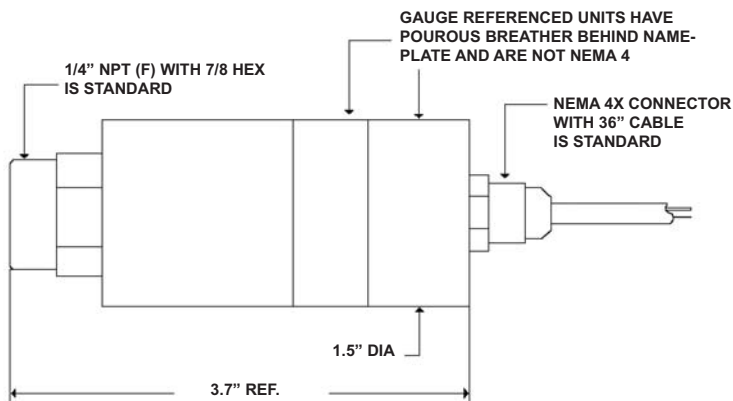 GAUGE REFERENCED UNITS HAVE
POUROUS BREATHER BEHIND NAME-
PLATE AND ARE NOT NEMA 4
1/4” NPT (F) WITH 7/8 HEX
IS STANDARD
NEMA 4X CONNECTOR
WITH 36” CABLE
IS STANDARD
1.5” DIA
3.7” REF.